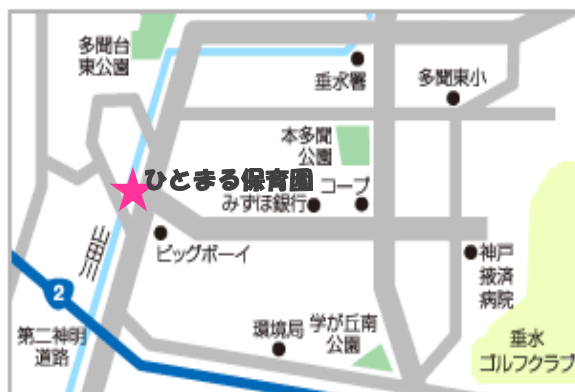 多聞台
東公園
垂水署
多聞東小
本多聞
公園
ひとまる保育園
コープ
みずほ銀行
ビッグボーイ
山田川
神戸
掖済
病院
2
第二神明
道路
環境局
学が丘南
公園
垂水
ゴルフクラブ